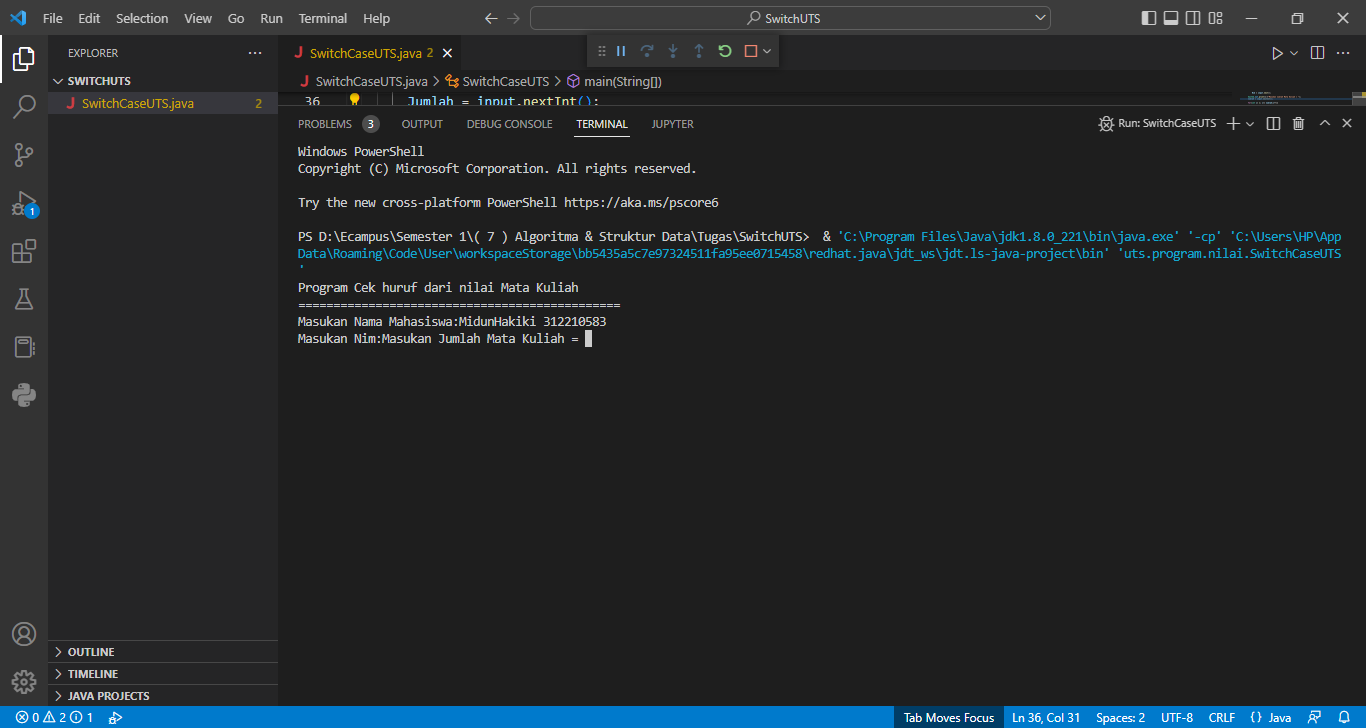 File Edit Selection View Go Run Terminal Help
SwitchUTS
EXPLORER
SWITCHUTS
SwitchCaseUTS.java 2
SwitchCaseUTS.java 2
SwitchCaseUTS.java > SwitchCaseUTS > main(String[])
36 Jumlah = input.nextInt();
PROBLEMS 3 OUTPUT DEBUG CONSOLE TERMINAL JUPYTER
Run: SwitchCaseUTS
Windows PowerShell
Copyright (C) Microsoft Corporation. All rights reserved.
Try the new cross-platform PowerShell https://aka.ms/pscore6
PS D:\Ecampus\Semester 1\( 7 ) Algoritma & Struktur Data\Tugas\SwitchUTS>  & 'C:\Program Files\Java\jdk1.8.0_221\bin\java.exe' '-cp' 'C:\Users\HP\App
Data\Roaming\Code\User\workspaceStorage\bb5435a5c7e97324511fa95ee0715458\redhat.java\jdt_ws\jdt.ls-java-project\bin' 'uts.program.nilai.SwitchCaseUTS
'
Program Cek huruf dari nilai Mata Kuliah
==============================================
Masukan Nama Mahasiswa:MidunHakiki 312210583
Masukan Nim:Masukan Jumlah Mata Kuliah =
1
OUTLINE
TIMELINE
JAVA PROJECTS
0 2 1
Tab Moves Focus Ln 36, Col 31 Spaces: 2 UTF-8 CRLF {} Java